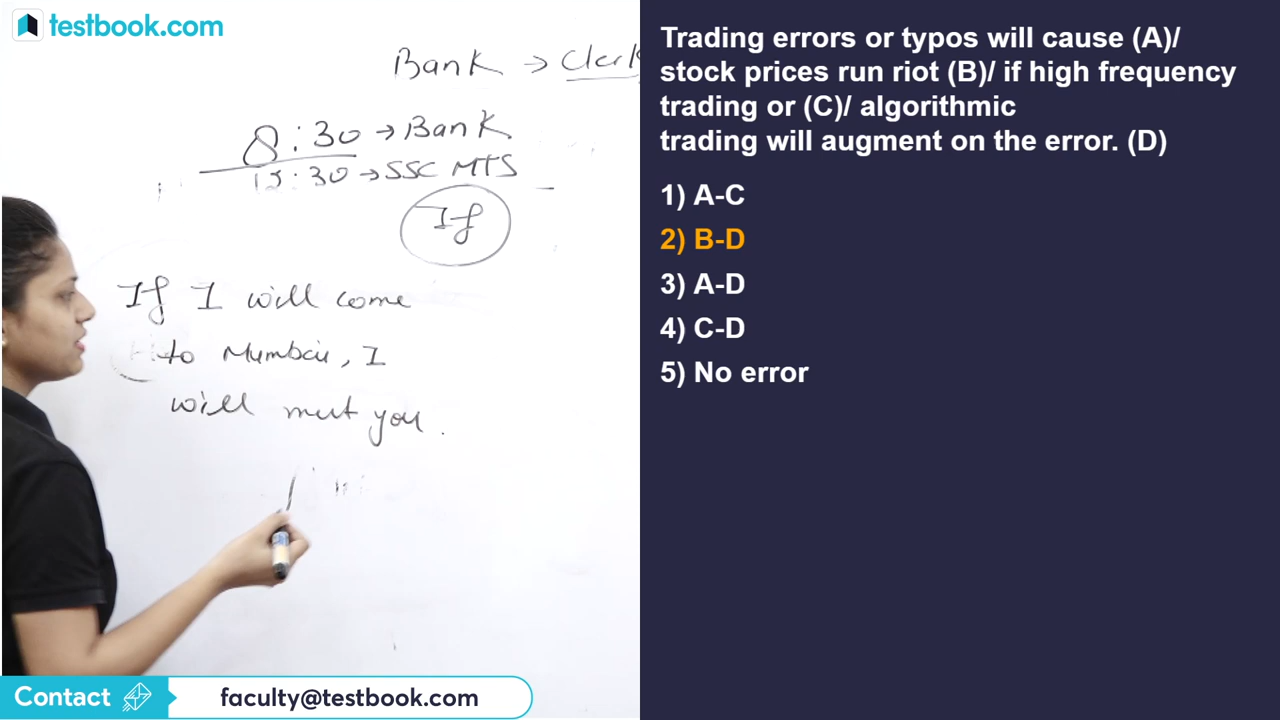 testbook.com
Bank → Clerk
8:30 → Bank
15:30 → SSC MTS
If
If I will come
to Mumbai, I
will meet you.
Trading errors or typos will cause (A)/
stock prices run riot (B)/ if high frequency
trading or (C)/ algorithmic
trading will augment on the error. (D)
1) A-C
2) B-D
3) A-D
4) C-D
5) No error
Contact
faculty@testbook.com